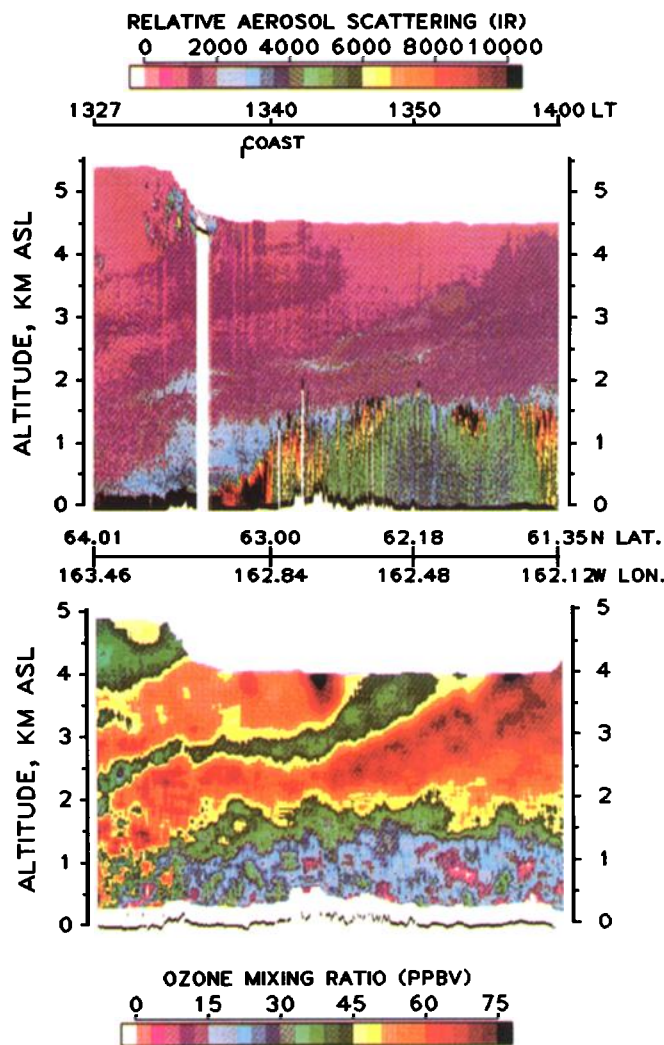 RELATIVE AEROSOL SCATTERING (IR)
0 2000 4000 6000 8000 10000
1327 1340 1350 1400 LT
COAST
5 5
4 4
3 3
2 2
1 1
0 0
ALTITUDE, KM ASL
64.01 63.00 62.18 61.35 N LAT.
163.46 162.84 162.48 162.12 W LON.
5 5
4 4
3 3
2 2
1 1
0 0
ALTITUDE, KM ASL
OZONE MIXING RATIO (PPBV)
0 15 30 45 60 75